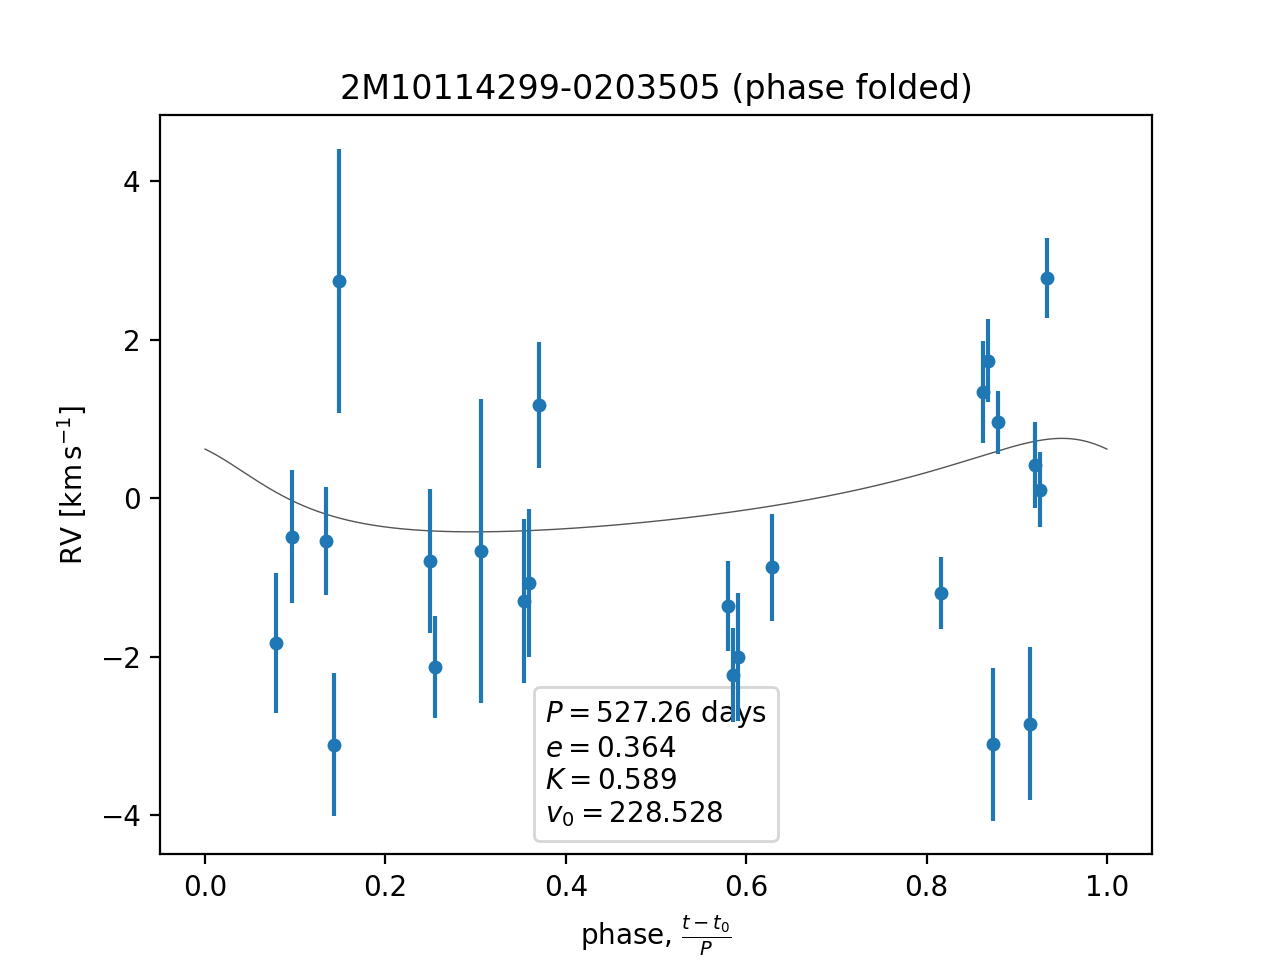 2M10114299-0203505 (phase folded)
RV [km s⁻¹]
4
2
0
−2
−4
P = 527.26 days
e = 0.364
K = 0.589
v₀ = 228.528
0.0 0.2 0.4 0.6 0.8 1.0
phase, (t − t₀)/P